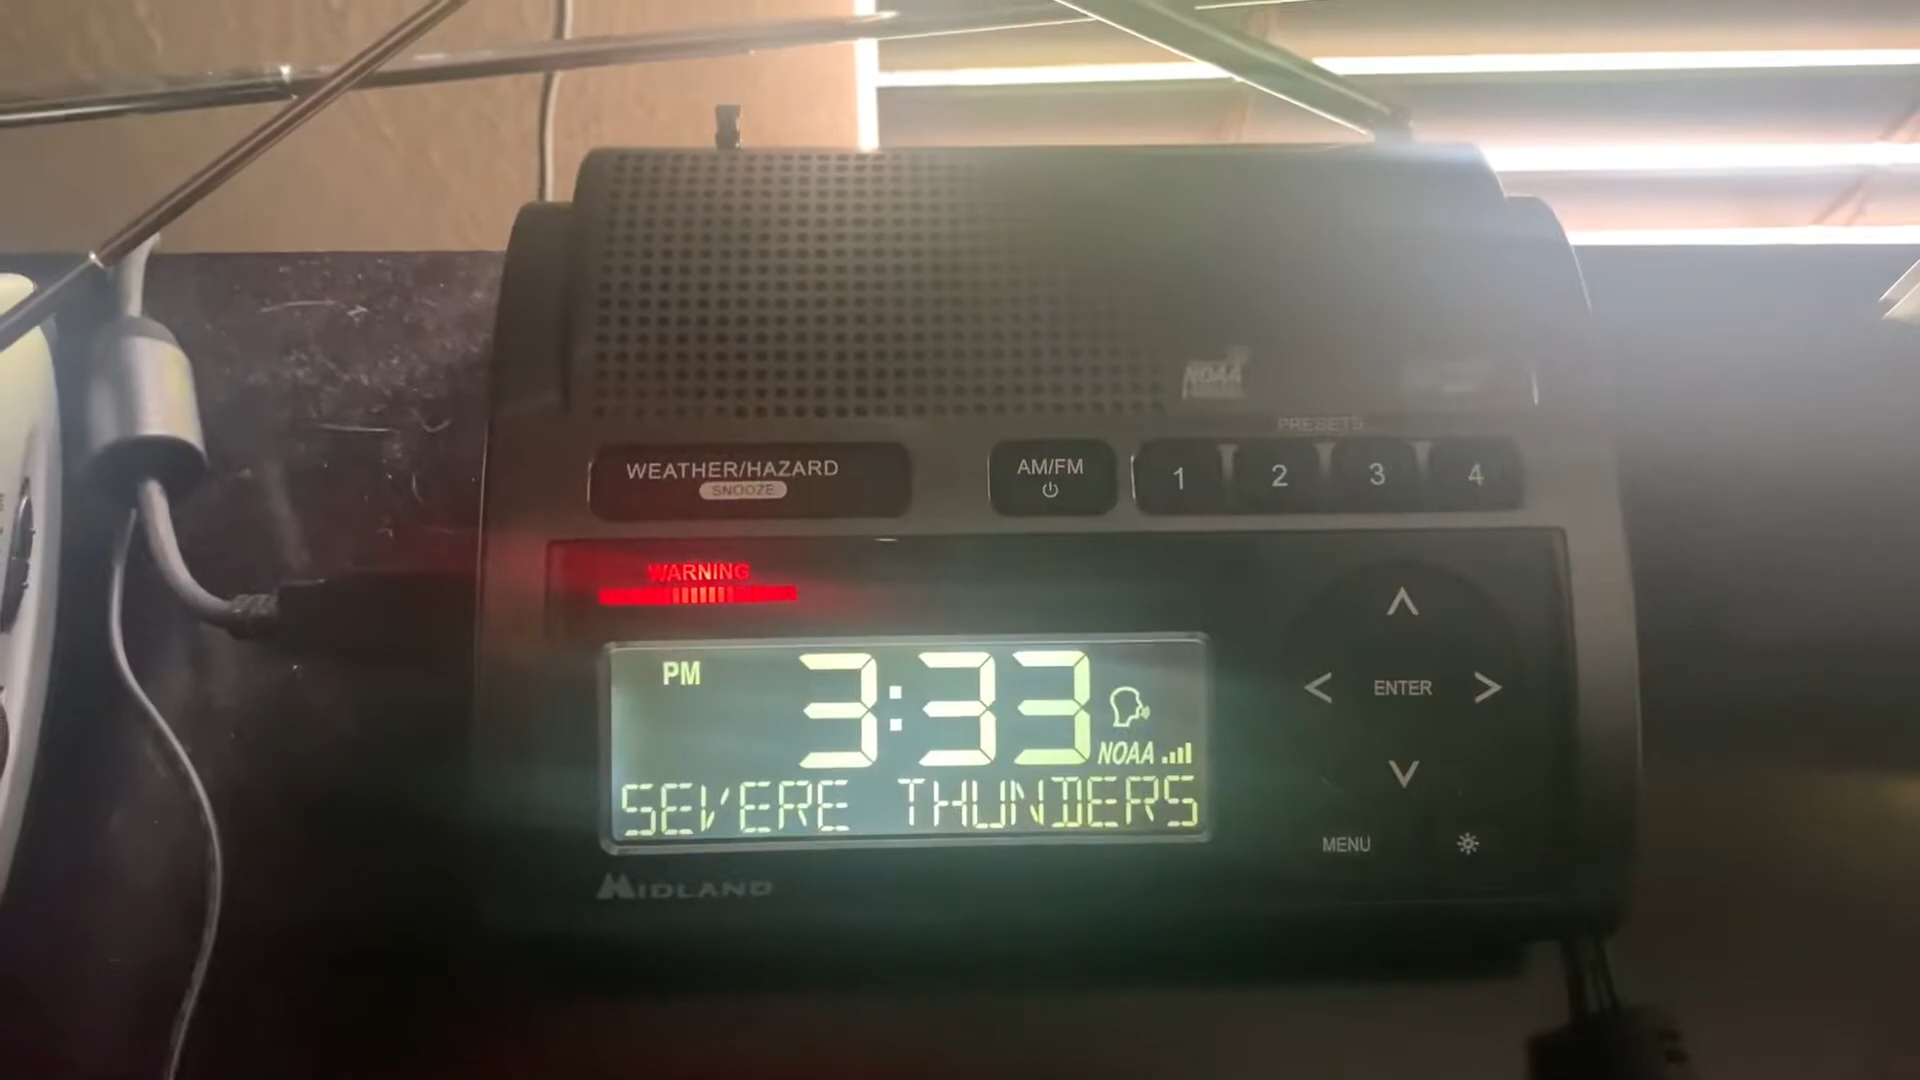 NOAA
PRESETS
WEATHER/HAZARD
SNOOZE
AM/FM
1 2 3 4
WARNING
PM 3:33
NOAA
SEVERE THUNDERS
ENTER
MENU
MIDLAND